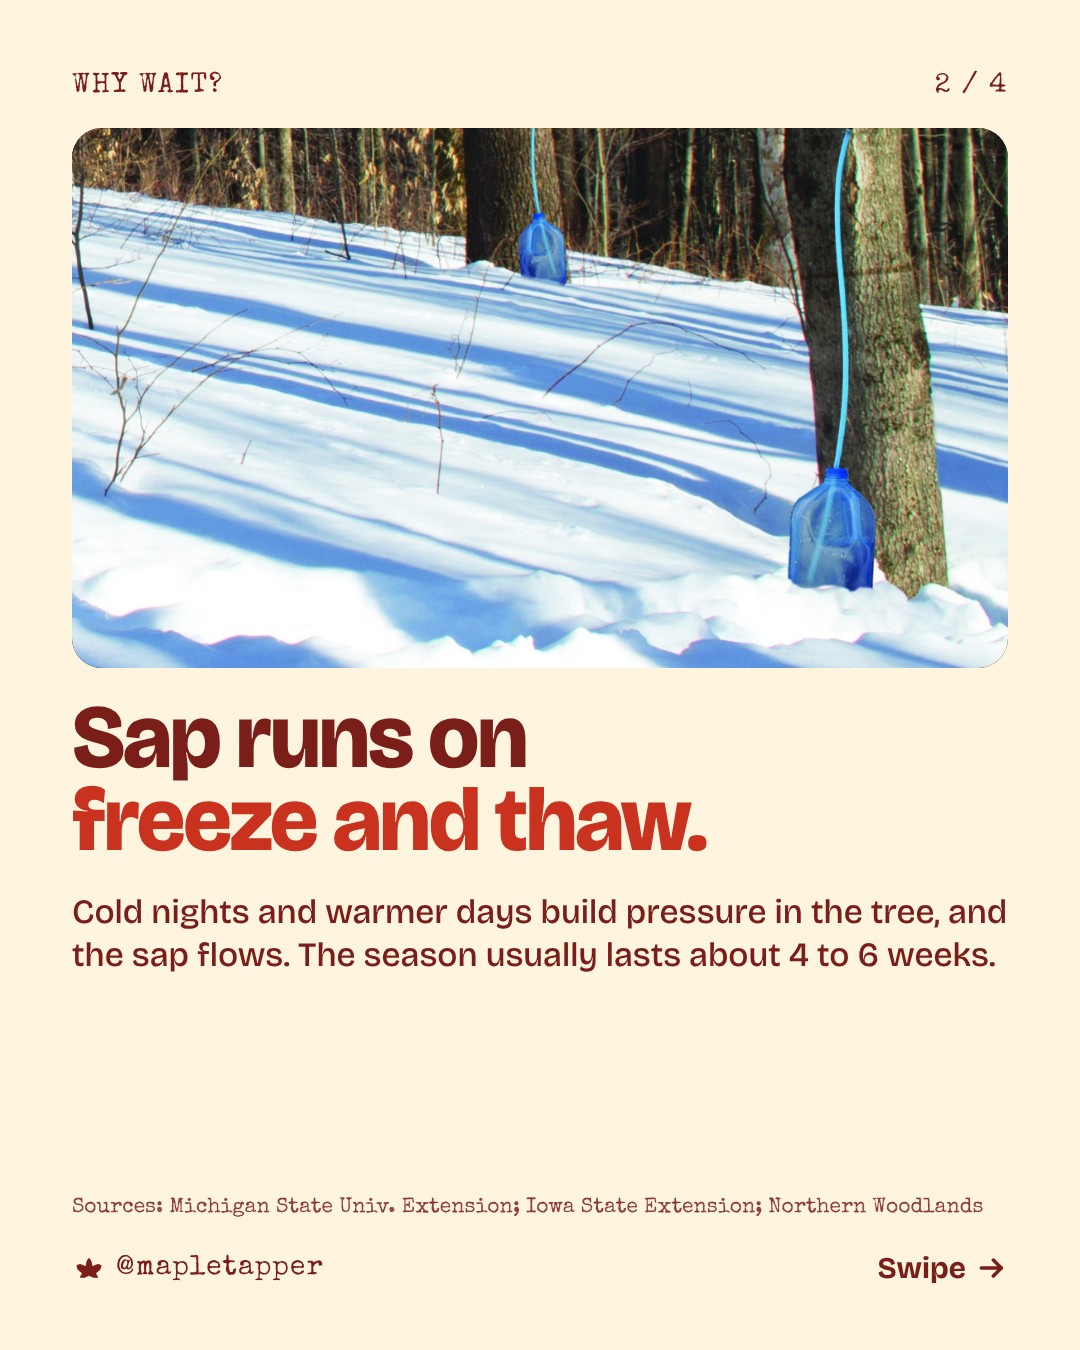 WHY WAIT?
2 / 4
Sap runs on
freeze and thaw.
Cold nights and warmer days build pressure in the tree, and
the sap flows. The season usually lasts about 4 to 6 weeks.
Sources: Michigan State Univ. Extension; Iowa State Extension; Northern Woodlands
@mapletapper
Swipe →